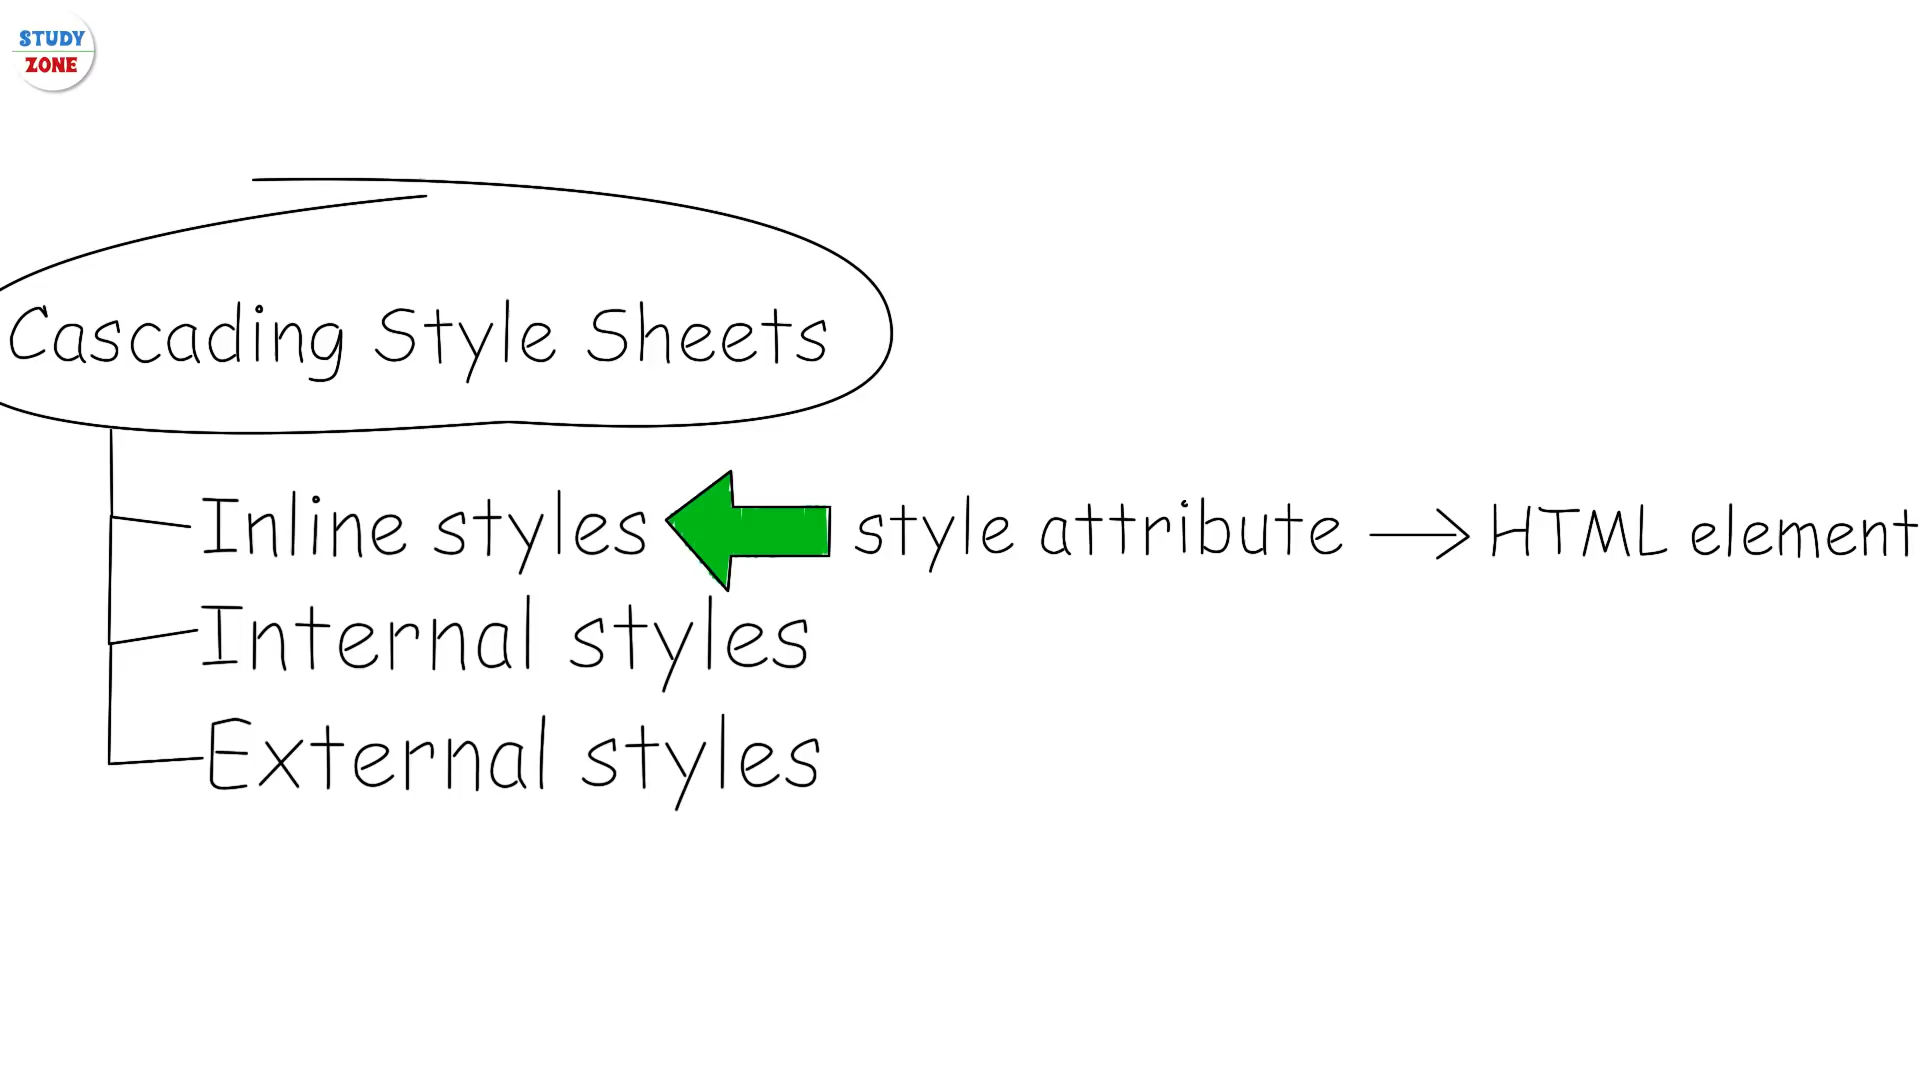 STUDY
ZONE
Cascading Style Sheets
Inline styles style attribute HTML element
Internal styles
External styles